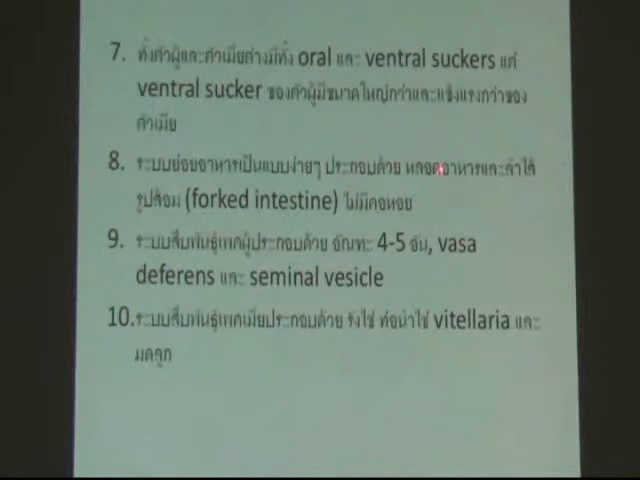 7. ทั้งตัวผู้และตัวเมียต่างมีทั้ง oral และ ventral suckers แต่
ventral sucker ของตัวผู้มีขนาดใหญ่กว่าและแข็งแรงกว่าของ
ตัวเมีย
8. ระบบย่อยอาหารเป็นแบบง่ายๆ ประกอบด้วย หลอดอาหารและลำไส้
รูปส้อม (forked intestine) ไม่มีคอหอย
9. ระบบสืบพันธุ์เพศผู้ประกอบด้วย อัณฑะ 4-5 อัน, vasa
deferens และ seminal vesicle
10.ระบบสืบพันธุ์เพศเมียประกอบด้วย รังไข่ ท่อนำไข่ vitellaria และ
มดลูก